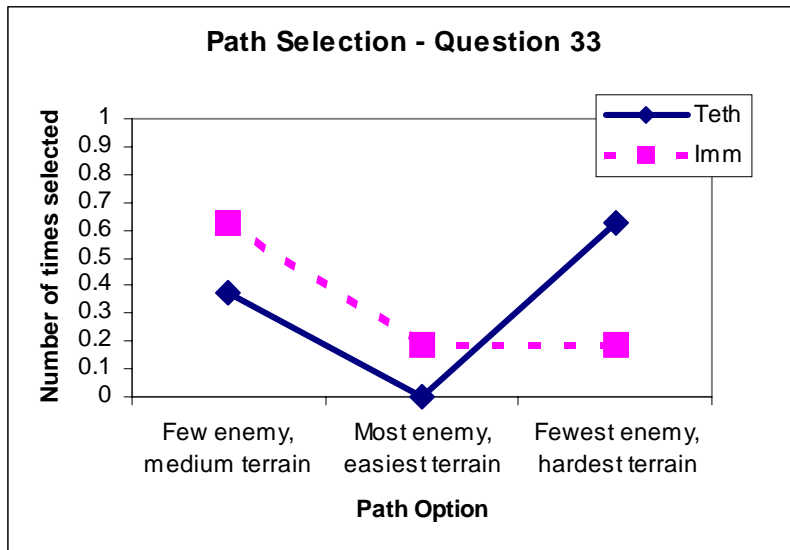 Path Selection - Question 33
Teth
Imm
Number of times selected
1
0.9
0.8
0.7
0.6
0.5
0.4
0.3
0.2
0.1
0
Few enemy,
medium terrain
Most enemy,
easiest terrain
Fewest enemy,
hardest terrain
Path Option